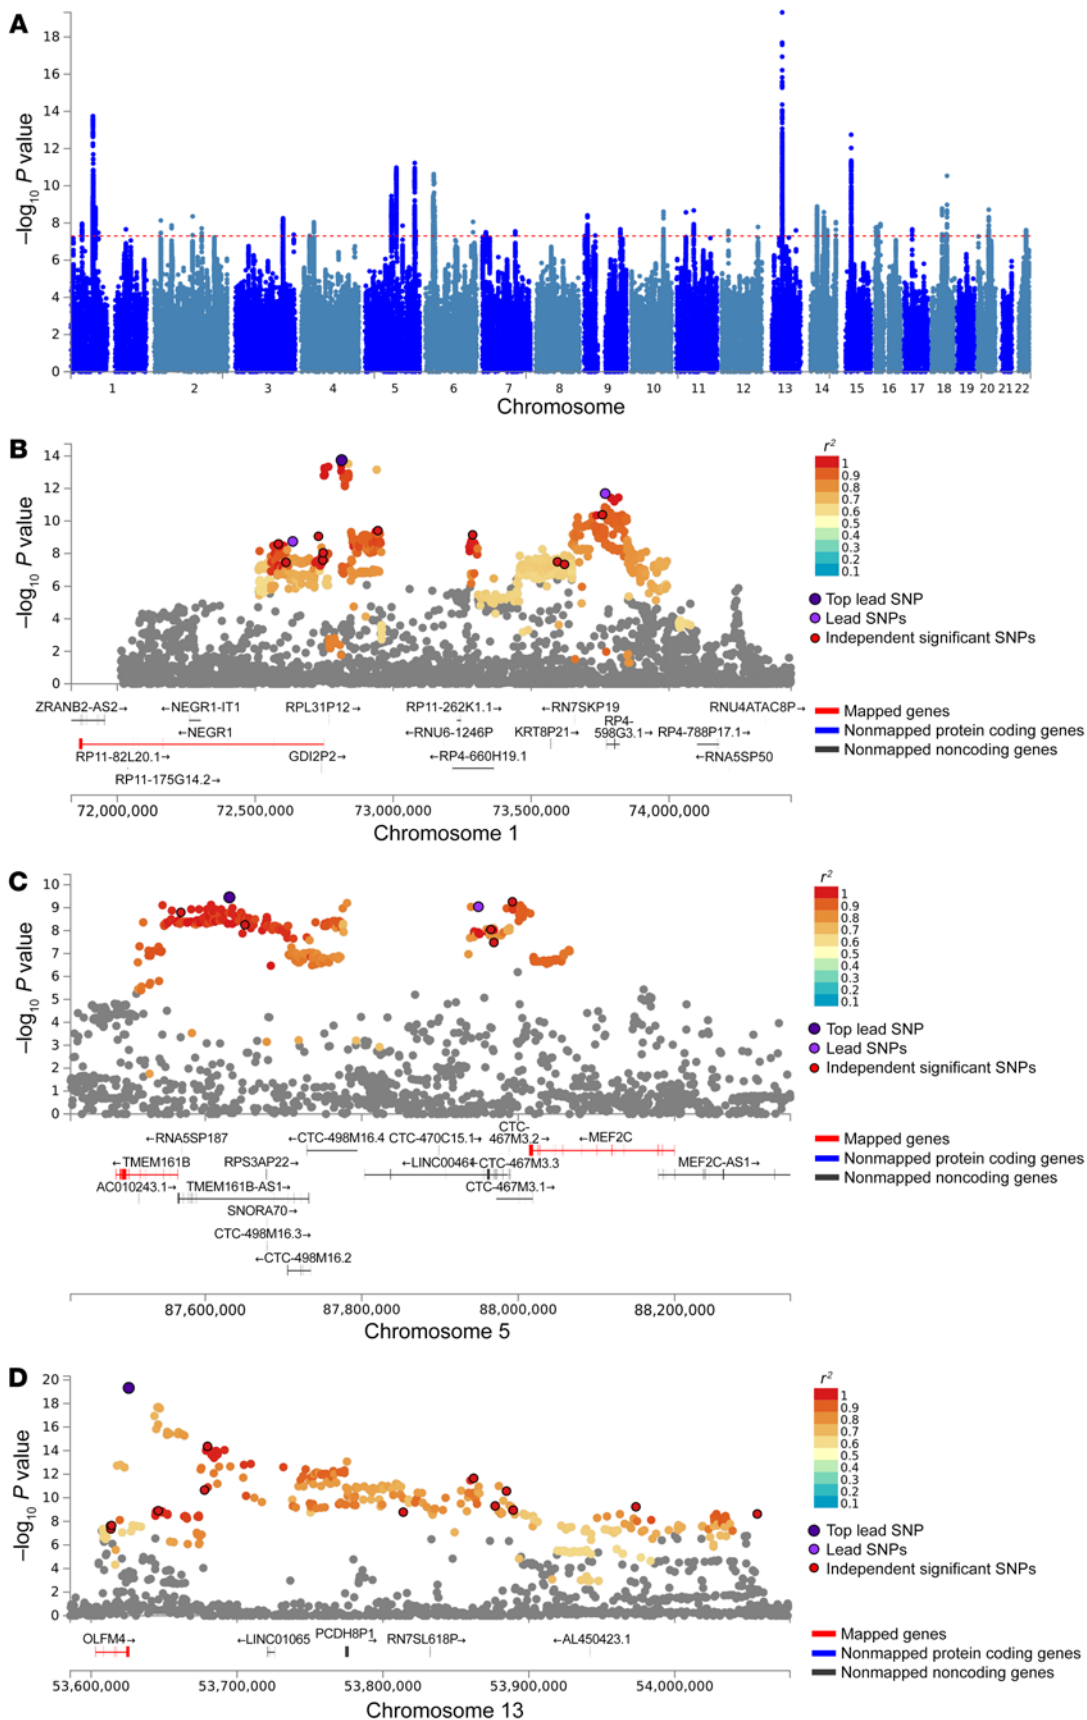 A
–log10 P value
18
16
14
12
10
8
6
4
2
0
1 2 3 4 5 6 7 8 9 10 11 12 13 14 15 16 17 18 19 20 21 22
Chromosome
B
–log10 P value
14
12
10
8
6
4
2
0
r2
1
0.9
0.8
0.7
0.6
0.5
0.4
0.3
0.2
0.1
Top lead SNP
Lead SNPs
Independent significant SNPs
ZRANB2-AS2→ ←NEGR1-IT1 RPL31P12→ RP11-262K1.1→ ←RN7SKP19 RNU4ATAC8P→
←NEGR1 ←RNU6-1246P KRT8P21→ RP4-598G3.1→ RP4-788P17.1→
RP11-82L20.1→ GDI2P2→ ←RP4-660H19.1 ←RNA5SP50
RP11-175G14.2→
Mapped genes
Nonmapped protein coding genes
Nonmapped noncoding genes
72,000,000 72,500,000 73,000,000 73,500,000 74,000,000
Chromosome 1
C
–log10 P value
10
9
8
7
6
5
4
3
2
1
0
r2
1
0.9
0.8
0.7
0.6
0.5
0.4
0.3
0.2
0.1
Top lead SNP
Lead SNPs
Independent significant SNPs
←RNA5SP187 ←CTC-498M16.4 CTC-470C15.1→ CTC-467M3.2→ ←MEF2C
←TMEM161B RPS3AP22→ ←LINC00461 ←CTC-467M3.3 MEF2C-AS1→
AC010243.1→ TMEM161B-AS1→ CTC-467M3.1→
SNORA70→
CTC-498M16.3→
←CTC-498M16.2
Mapped genes
Nonmapped protein coding genes
Nonmapped noncoding genes
87,600,000 87,800,000 88,000,000 88,200,000
Chromosome 5
D
–log10 P value
20
18
16
14
12
10
8
6
4
2
0
r2
1
0.9
0.8
0.7
0.6
0.5
0.4
0.3
0.2
0.1
Top lead SNP
Lead SNPs
Independent significant SNPs
OLFM4→ ←LINC01065 PCDH8P1→ RN7SL618P→ ←AL450423.1
Mapped genes
Nonmapped protein coding genes
Nonmapped noncoding genes
53,600,000 53,700,000 53,800,000 53,900,000 54,000,000
Chromosome 13